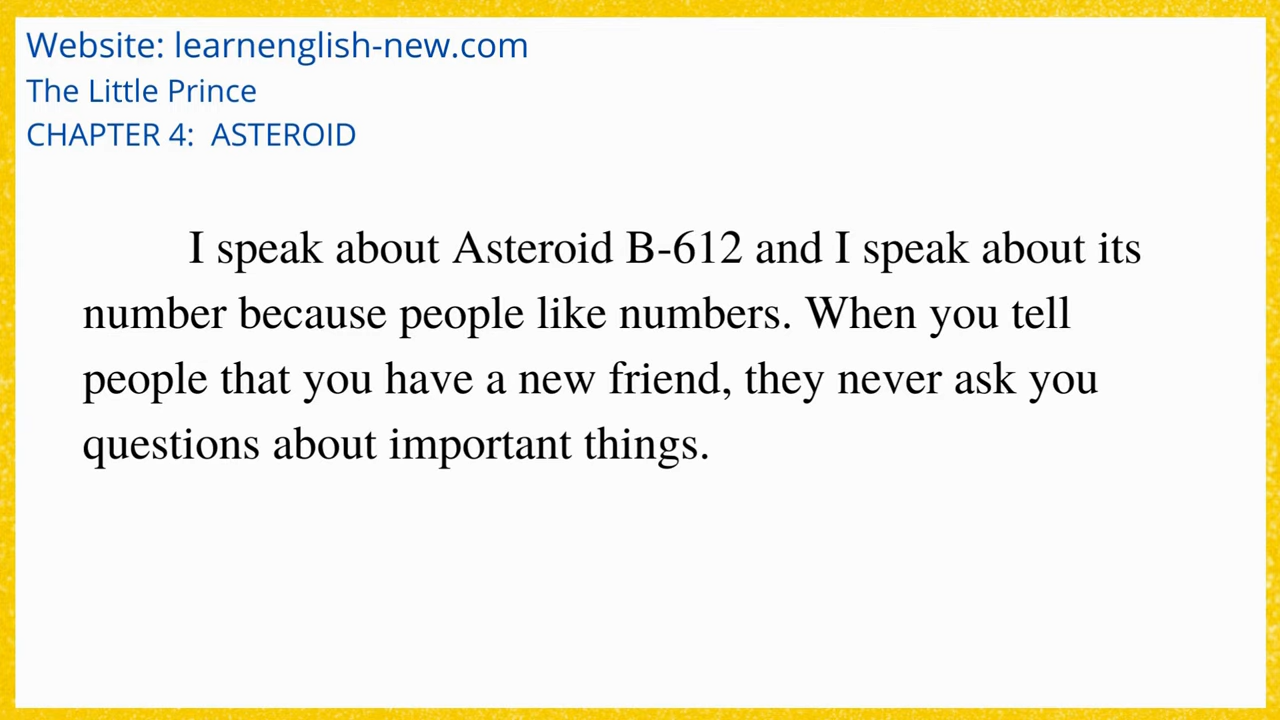 Website: learnenglish-new.com
The Little Prince
CHAPTER 4:  ASTEROID
I speak about Asteroid B-612 and I speak about its
number because people like numbers. When you tell
people that you have a new friend, they never ask you
questions about important things.